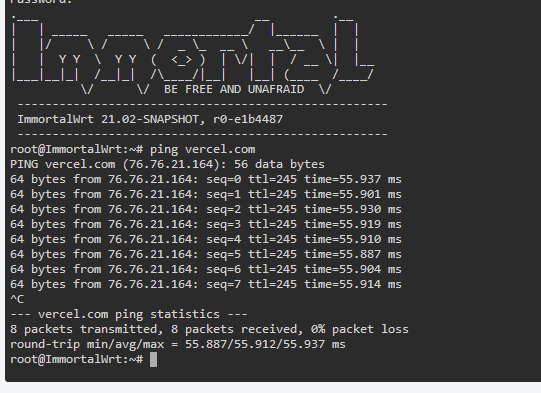 Password:
BE FREE AND UNAFRAID
-----------------------------------------------------
ImmortalWrt 21.02-SNAPSHOT, r0-e1b4487
-----------------------------------------------------
root@ImmortalWrt:~# ping vercel.com
PING vercel.com (76.76.21.164): 56 data bytes
64 bytes from 76.76.21.164: seq=0 ttl=245 time=55.937 ms
64 bytes from 76.76.21.164: seq=1 ttl=245 time=55.901 ms
64 bytes from 76.76.21.164: seq=2 ttl=245 time=55.930 ms
64 bytes from 76.76.21.164: seq=3 ttl=245 time=55.919 ms
64 bytes from 76.76.21.164: seq=4 ttl=245 time=55.910 ms
64 bytes from 76.76.21.164: seq=5 ttl=245 time=55.887 ms
64 bytes from 76.76.21.164: seq=6 ttl=245 time=55.904 ms
64 bytes from 76.76.21.164: seq=7 ttl=245 time=55.914 ms
^C
--- vercel.com ping statistics ---
8 packets transmitted, 8 packets received, 0% packet loss
round-trip min/avg/max = 55.887/55.912/55.937 ms
root@ImmortalWrt:~#